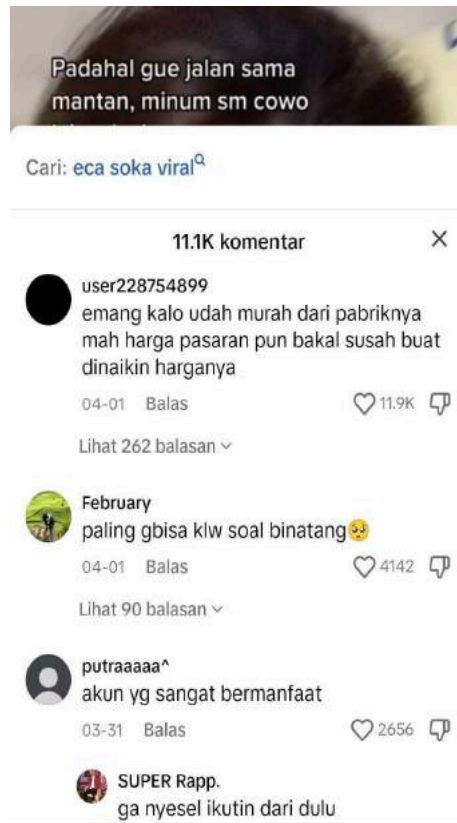 Padahal gue jalan sama
mantan, minum sm cowo
Cari: eca soka viral
11.1K komentar
user228754899
emang kalo udah murah dari pabriknya
mah harga pasaran pun bakal susah buat
dinaikin harganya
04-01 Balas 11.9K
Lihat 262 balasan
February
paling gbisa klw soal binatang🥺
04-01 Balas 4142
Lihat 90 balasan
putraaaaa^
akun yg sangat bermanfaat
03-31 Balas 2656
SUPER Rapp.
ga nyesel ikutin dari dulu